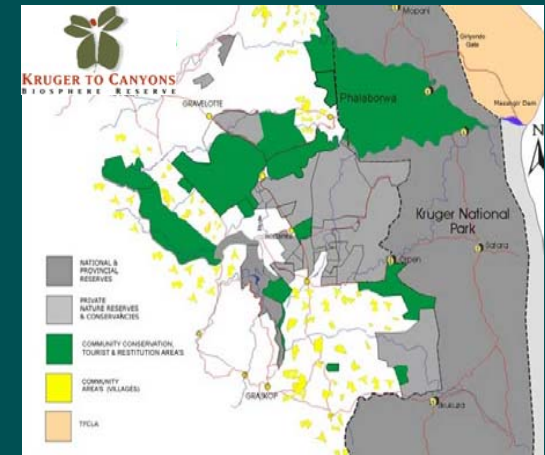 KRUGER TO CANYONS
BIOSPHERE RESERVE
Mopani
Giriyondo
Gate
Phalaborwa
Massingir Dam
GRAVELOTTE
N
Kruger National
Park
Satara
Orpen
NATIONAL &
PROVINCIAL
RESERVES
PRIVATE
NATURE RESERVES
& CONSERVANCIES
COMMUNITY CONSERVATION,
TOURIST & RESTITUTION AREA'S
COMMUNITY
AREA'S (VILLAGES)
TFCLA
GRASKOP
Skukuza